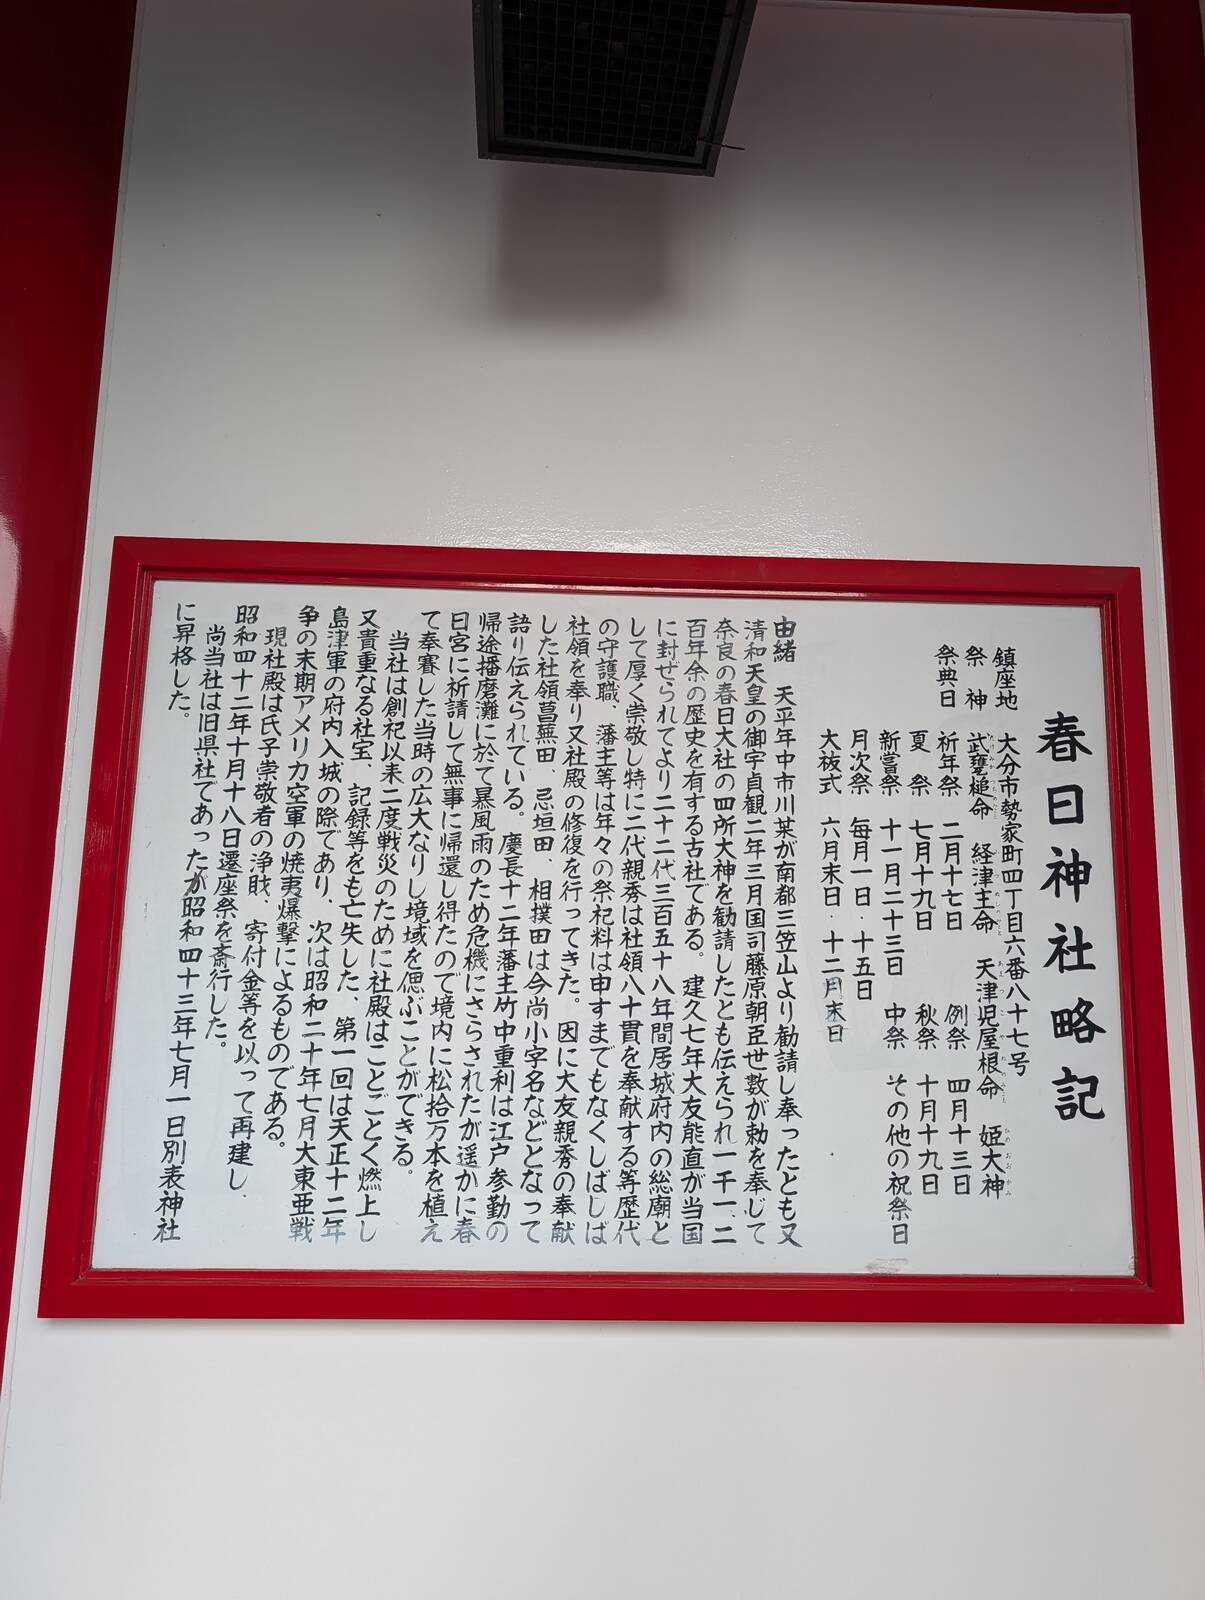 春日神社略記
鎮座地　大分市勢家町四丁目六番八十七号
祭　神　武甕槌命　経津主命　天津児屋根命　姫大神
祭典日　祈年祭　二月十七日　例祭　四月十三日
夏　祭　七月十九日　秋祭　十月十九日
新嘗祭　十一月二十三日　中祭　その他の祝祭日
月次祭　毎月一日・十五日
大祓式　六月末日・十二月末日
由緒　天平年中市川某が南都三笠山より勧請し奉ったとも又
清和天皇の御宇貞観二年三月国司藤原朝臣世数が勅を奉じて
奈良の春日大社の四所大神を勧請したとも伝えられ一千一、二
百年余の歴史を有する古社である。建久七年大友能直が当国
に封ぜられてより二十二代三百五十八年間居城府内の総廟と
して厚く崇敬し特に二代親秀は社領八十貫を奉献する等歴代
の守護職、藩主等は年々の祭祀料は申すまでもなくしばしば
社領を奉り又社殿の修復を行ってきた。因に大友親秀の奉献
した社領菖蕪田、忌垣田、相撲田は今尚小字名などとなって
語り伝えられている。慶長十二年藩主竹中重利は江戸参勤の
帰途播磨灘に於て暴風雨のため危機にさらされたが遥かに春
日宮に祈請して無事に帰還し得たので境内に松拾万本を植え
て奉賽した当時の広大なりし境域を偲ぶことができる。
当社は創祀以来二度戦災のために社殿はことごとく燃上し
又貴重なる社宝、記録等をも亡失した、第一回は天正十二年
島津軍の府内入城の際であり、次は昭和二十年七月大東亜戦
争の末期アメリカ空軍の焼夷爆撃によるものである。
現社殿は氏子崇敬者の浄財、寄付金等を以って再建し、
昭和四十二年十月十八日遷座祭を斎行した。
尚当社は旧県社であったが昭和四十三年七月一日別表神社
に昇格した。